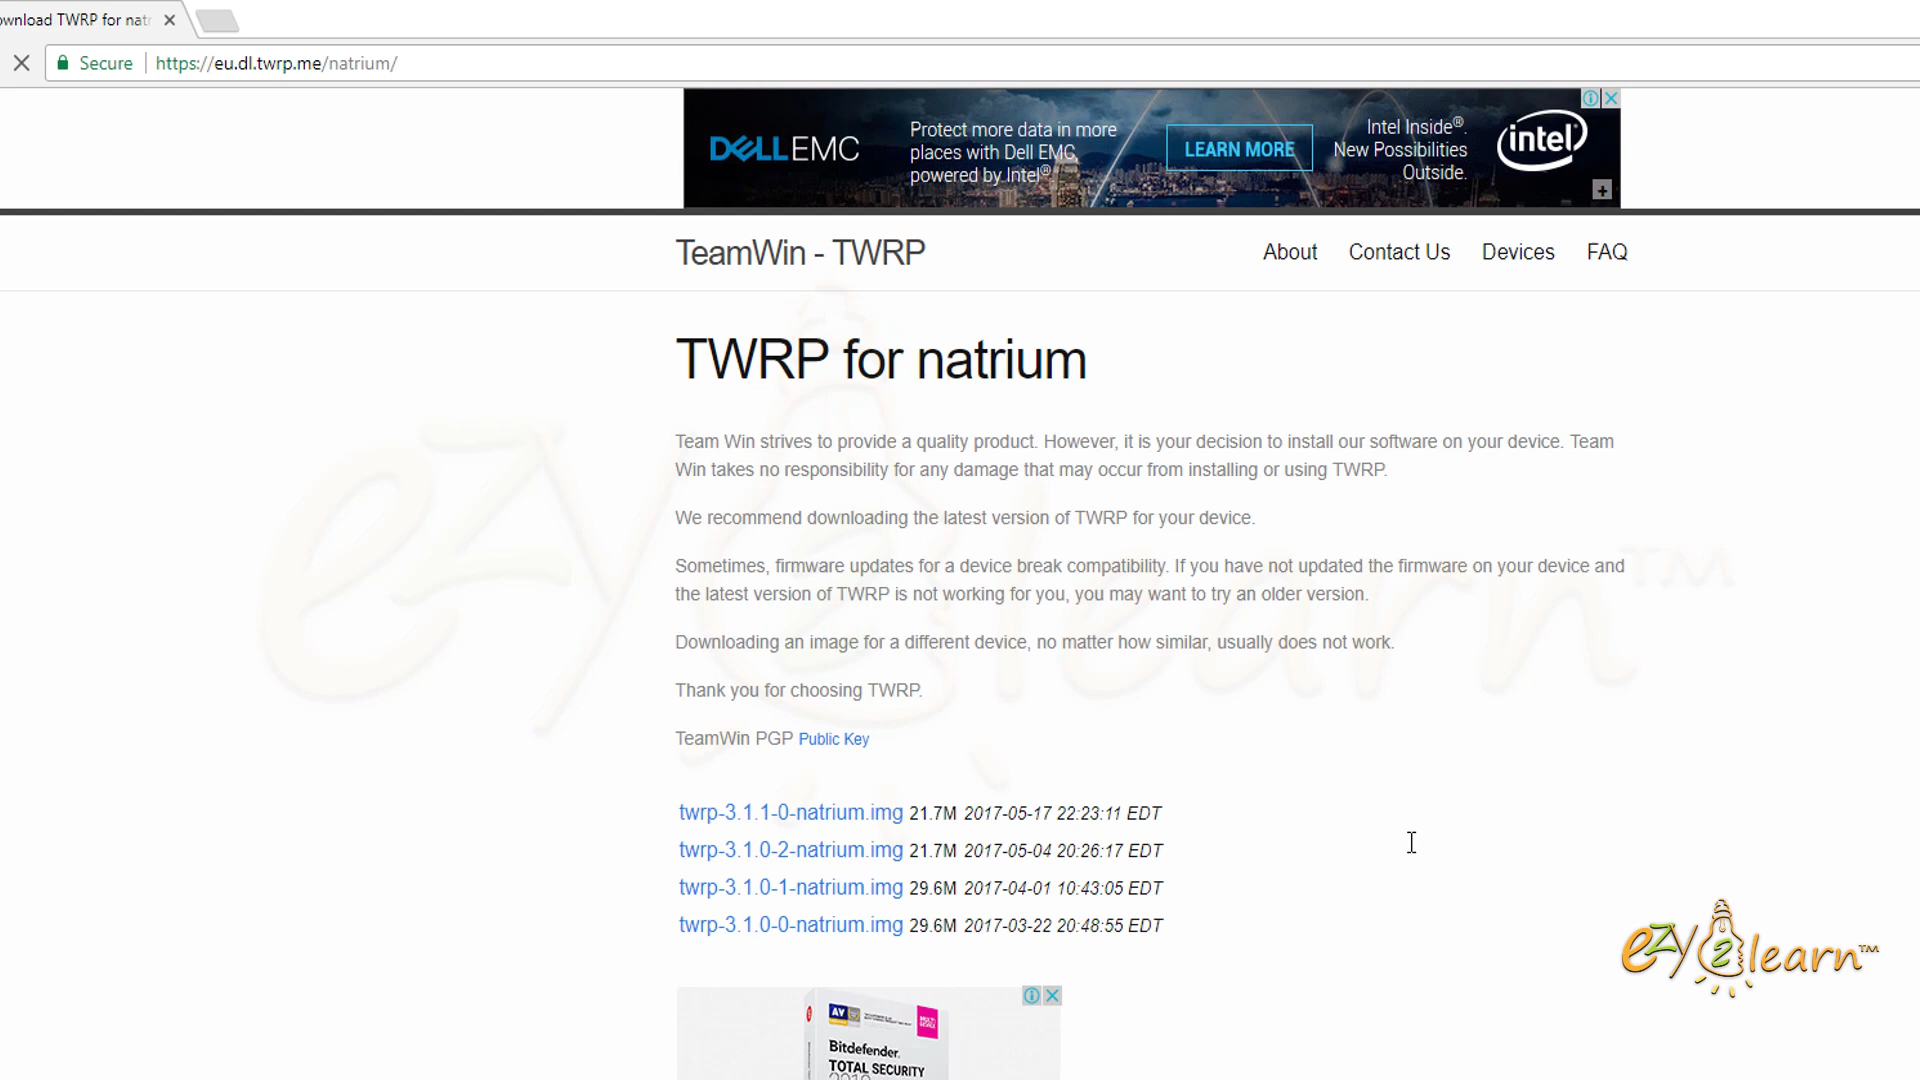 ownload TWRP for nat
Secure https://eu.dl.twrp.me/natrium/
DELLEMC
Protect more data in more
places with Dell EMC,
powered by Intel®
LEARN MORE
Intel Inside®.
New Possibilities
Outside.
intel
TeamWin - TWRP
About Contact Us Devices FAQ
TWRP for natrium
Team Win strives to provide a quality product. However, it is your decision to install our software on your device. Team
Win takes no responsibility for any damage that may occur from installing or using TWRP.
We recommend downloading the latest version of TWRP for your device.
Sometimes, firmware updates for a device break compatibility. If you have not updated the firmware on your device and
the latest version of TWRP is not working for you, you may want to try an older version.
Downloading an image for a different device, no matter how similar, usually does not work.
Thank you for choosing TWRP.
TeamWin PGP Public Key
twrp-3.1.1-0-natrium.img 21.7M 2017-05-17 22:23:11 EDT
twrp-3.1.0-2-natrium.img 21.7M 2017-05-04 20:26:17 EDT
twrp-3.1.0-1-natrium.img 29.6M 2017-04-01 10:43:05 EDT
twrp-3.1.0-0-natrium.img 29.6M 2017-03-22 20:48:55 EDT
ezy2learn™
ezy2learn™
AV
Bitdefender
TOTAL SECURITY